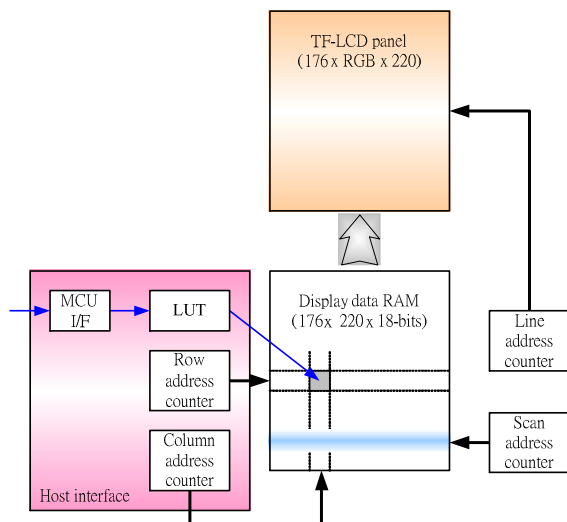 TF-LCD panel
(176 x RGB x 220)
MCU
I/F
LUT
Display data RAM
(176x 220 x 18-bits)
Line
address
counter
Row
address
counter
Column
address
counter
Scan
address
counter
Host interface